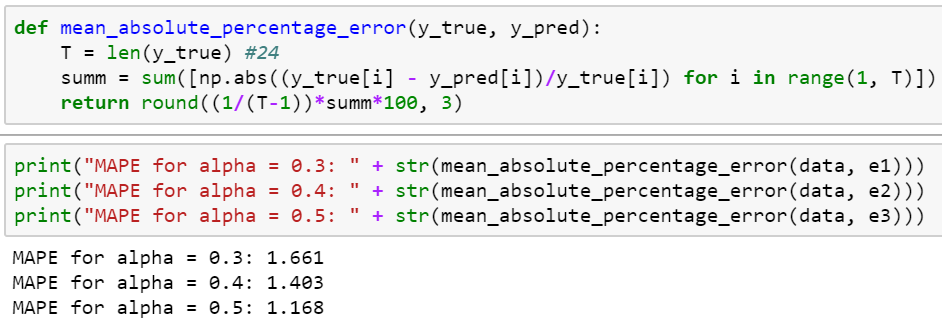 def mean_absolute_percentage_error(y_true, y_pred):
    T = len(y_true) #24
    summ = sum([np.abs((y_true[i] - y_pred[i])/y_true[i]) for i in range(1, T)])
    return round((1/(T-1))*summ*100, 3)
print("MAPE for alpha = 0.3: " + str(mean_absolute_percentage_error(data, e1)))
print("MAPE for alpha = 0.4: " + str(mean_absolute_percentage_error(data, e2)))
print("MAPE for alpha = 0.5: " + str(mean_absolute_percentage_error(data, e3)))
MAPE for alpha = 0.3: 1.661
MAPE for alpha = 0.4: 1.403
MAPE for alpha = 0.5: 1.168